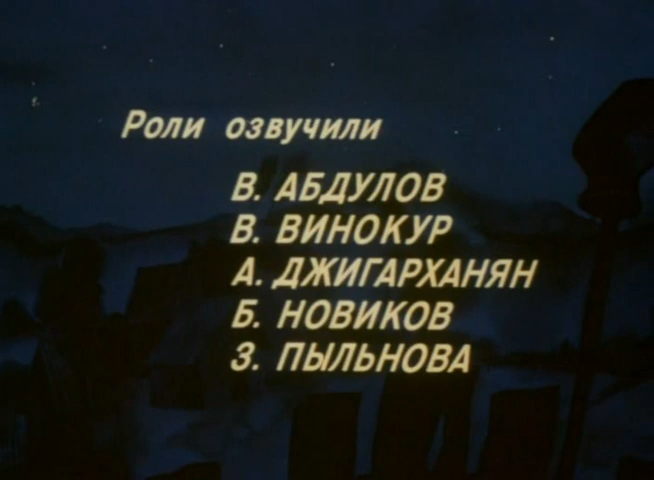 Роли озвучили
В. АБДУЛОВ
В. ВИНОКУР
А. ДЖИГАРХАНЯН
Б. НОВИКОВ
З. ПЫЛЬНОВА